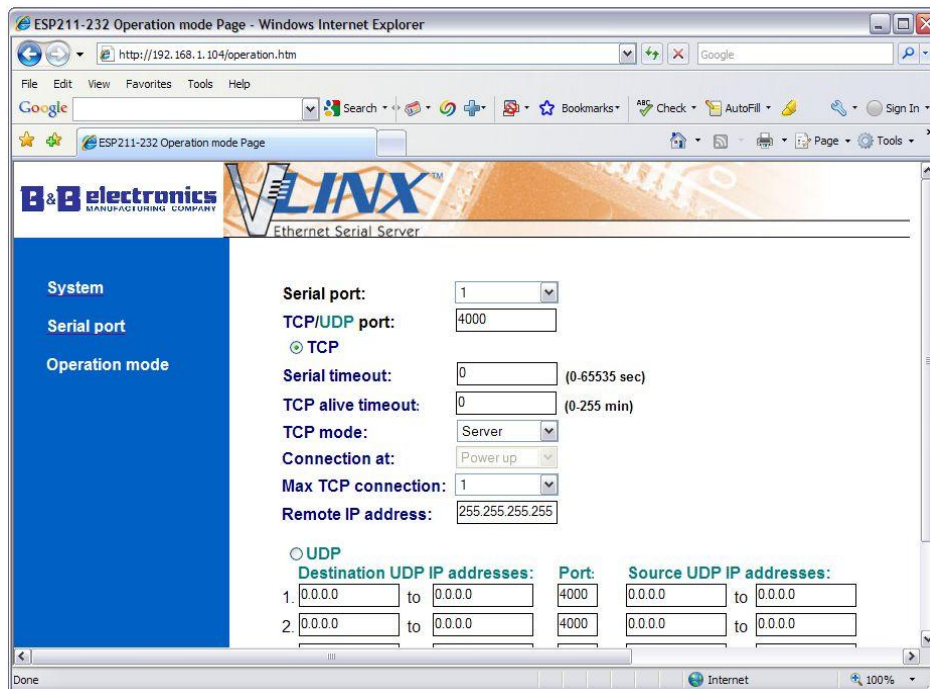 ESP211-232 Operation mode Page - Windows Internet Explorer
http://192.168.1.104/operation.htm
Google
File Edit View Favorites Tools Help
Google Search Bookmarks ABC Check AutoFill Sign In
ESP211-232 Operation mode Page Page Tools
B&B electronics
MANUFACTURING COMPANY
VLINX™
Ethernet Serial Server
System
Serial port
Operation mode
Serial port: 1
TCP/UDP port: 4000
TCP
Serial timeout: 0 (0-65535 sec)
TCP alive timeout: 0 (0-255 min)
TCP mode: Server
Connection at: Power up
Max TCP connection: 1
Remote IP address: 255.255.255.255
UDP
Destination UDP IP addresses: Port: Source UDP IP addresses:
1. 0.0.0.0 to 0.0.0.0 4000 0.0.0.0 to 0.0.0.0
2. 0.0.0.0 to 0.0.0.0 4000 0.0.0.0 to 0.0.0.0
Done Internet 100%